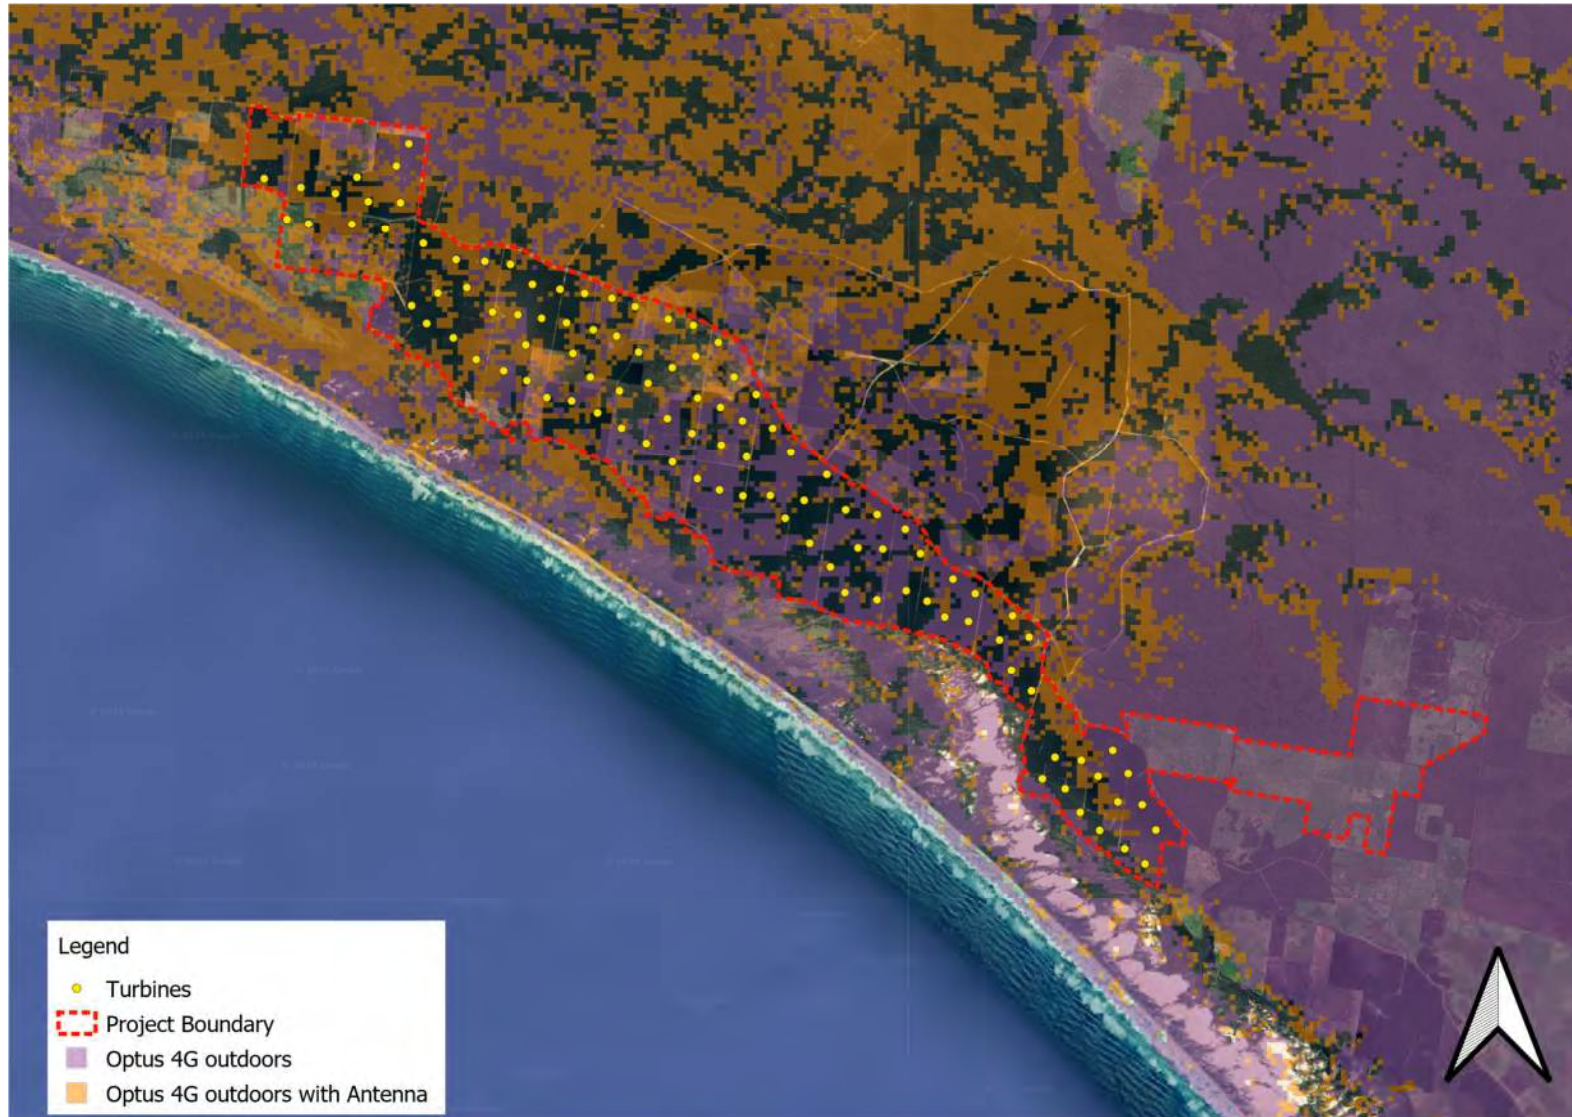 Legend
Turbines
Project Boundary
Optus 4G outdoors
Optus 4G outdoors with Antenna